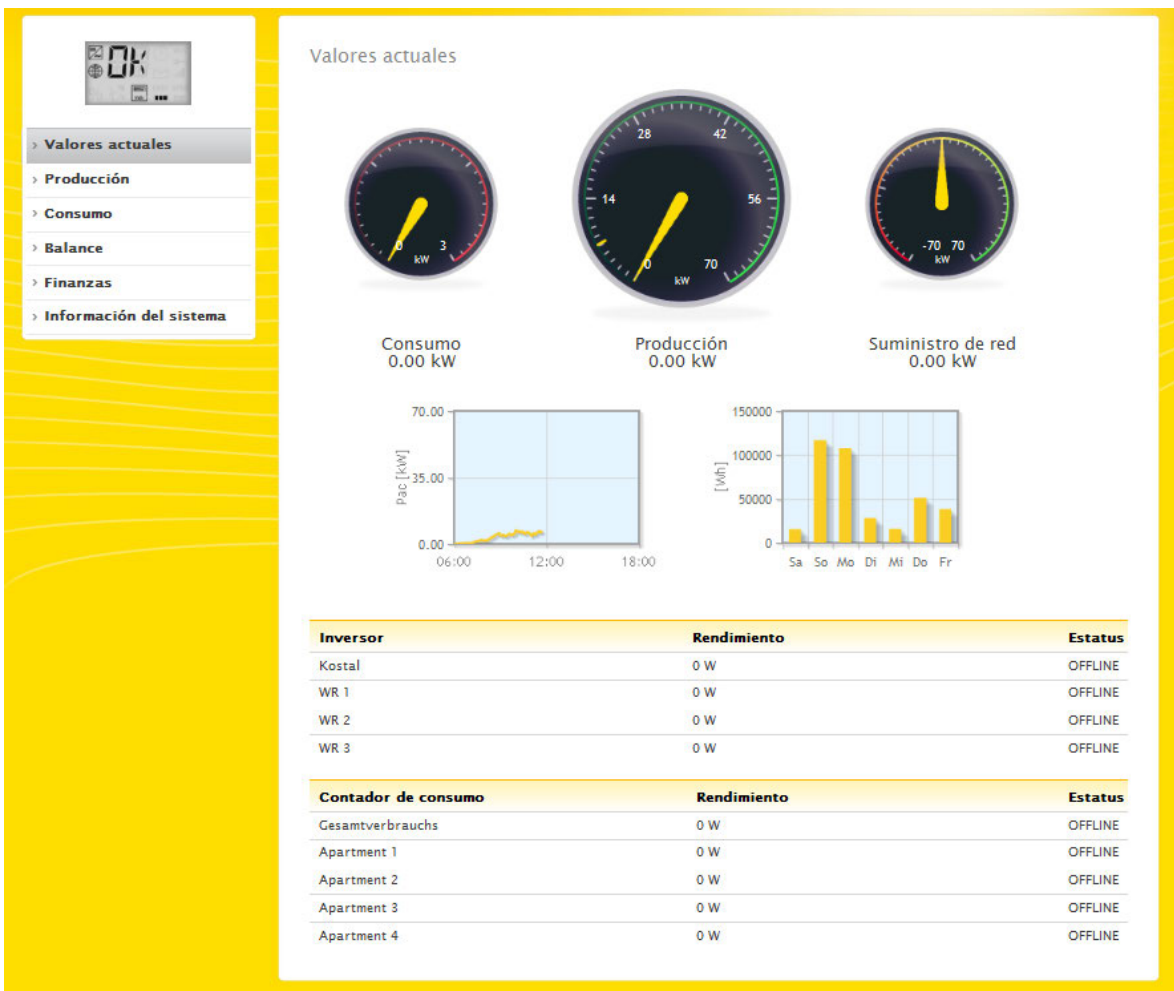 OK
Valores actuales
Producción
Consumo
Balance
Finanzas
Información del sistema
Valores actuales
0 3
kW
0 14 28 42 56 70
kW
-70 70
kW
Consumo
0.00 kW
Producción
0.00 kW
Suministro de red
0.00 kW
Pac [kW]
70.00
35.00
0.00
06:00 12:00 18:00
[Wh]
150000
100000
50000
0
Sa So Mo Di Mi Do Fr
Inversor Rendimiento Estatus
Kostal 0 W OFFLINE
WR 1 0 W OFFLINE
WR 2 0 W OFFLINE
WR 3 0 W OFFLINE
Contador de consumo Rendimiento Estatus
Gesamtverbrauchs 0 W OFFLINE
Apartment 1 0 W OFFLINE
Apartment 2 0 W OFFLINE
Apartment 3 0 W OFFLINE
Apartment 4 0 W OFFLINE